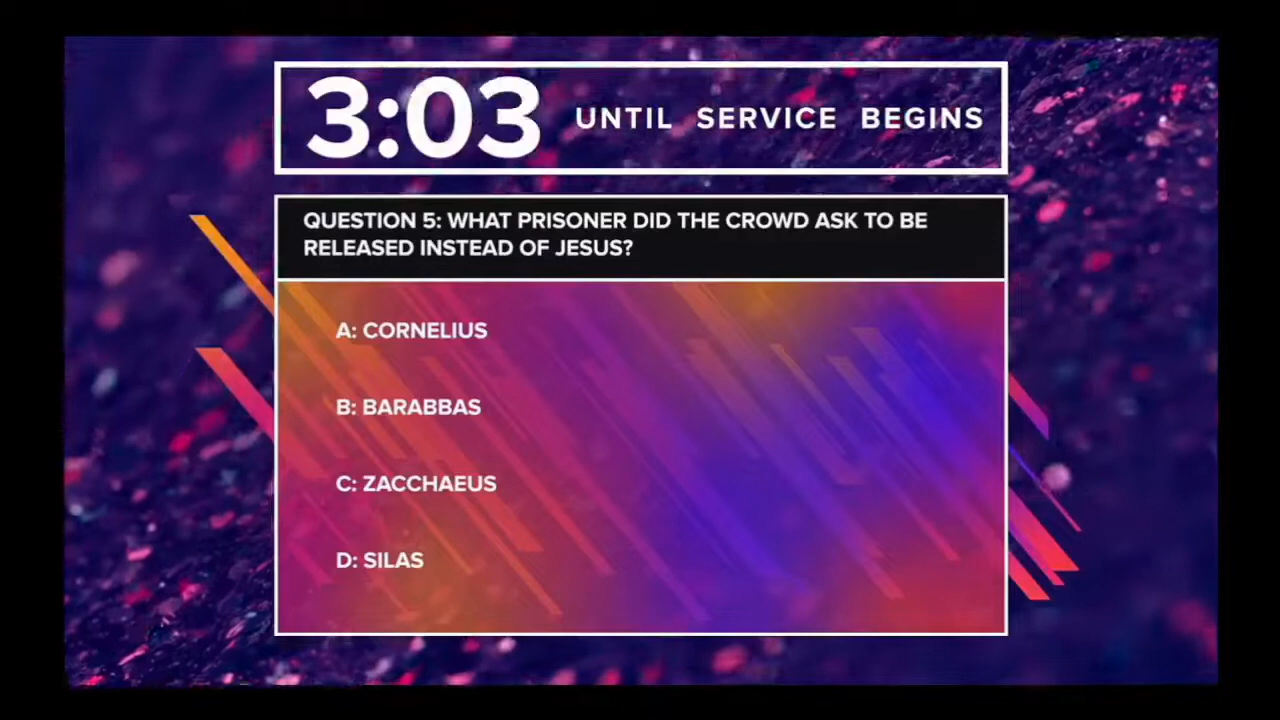 3:03 UNTIL SERVICE BEGINS
QUESTION 5: WHAT PRISONER DID THE CROWD ASK TO BE
RELEASED INSTEAD OF JESUS?
A: CORNELIUS
B: BARABBAS
C: ZACCHAEUS
D: SILAS